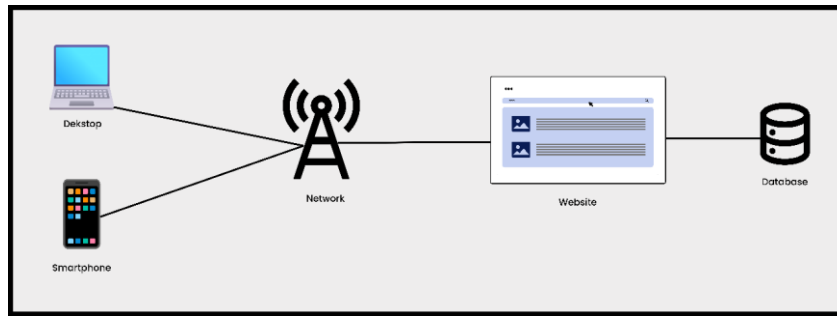 Dekstop
Network
Website
Database
Smartphone